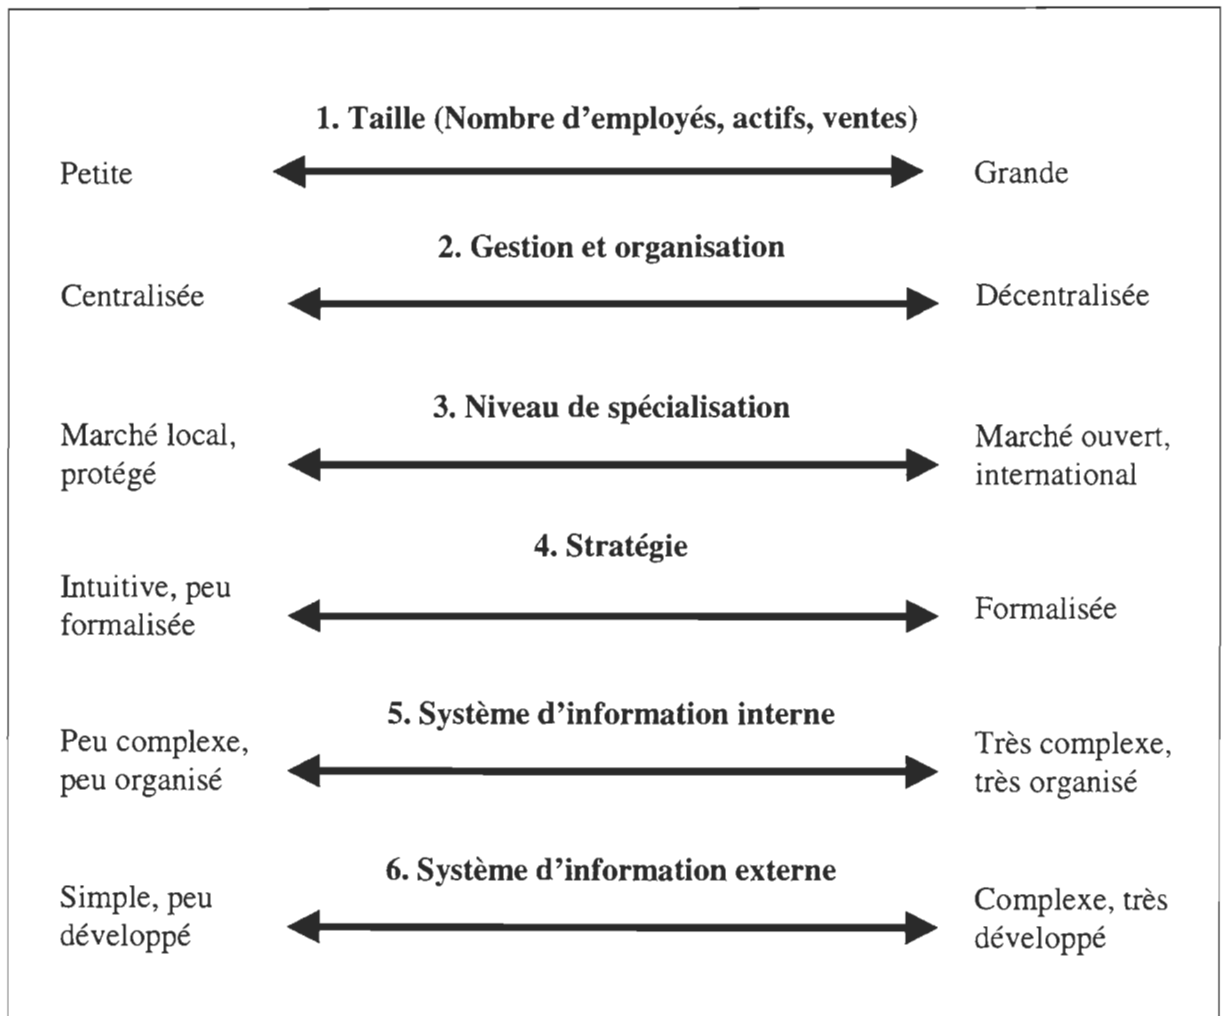 1. Taille (Nombre d'employés, actifs, ventes)
Petite
Grande
2. Gestion et organisation
Centralisée
Décentralisée
3. Niveau de spécialisation
Marché local,
protégé
Marché ouvert,
international
4. Stratégie
Intuitive, peu
formalisée
Formalisée
5. Système d'information interne
Peu complexe,
peu organisé
Très complexe,
très organisé
6. Système d'information externe
Simple, peu
développé
Complexe, très
développé